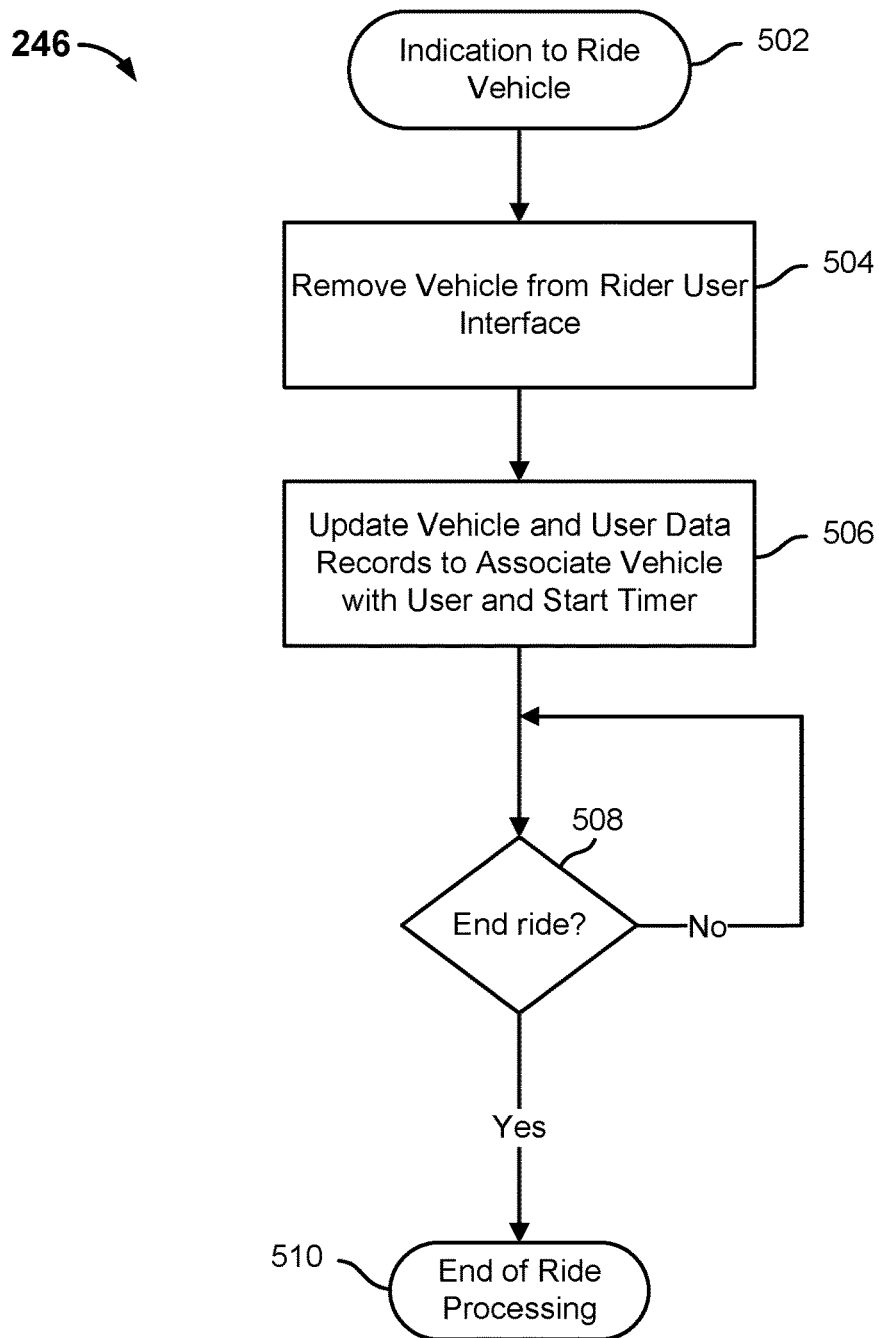 246
Indication to Ride
Vehicle
502
Remove Vehicle from Rider User
Interface
504
Update Vehicle and User Data
Records to Associate Vehicle
with User and Start Timer
506
508
End ride?
No
Yes
510
End of Ride
Processing